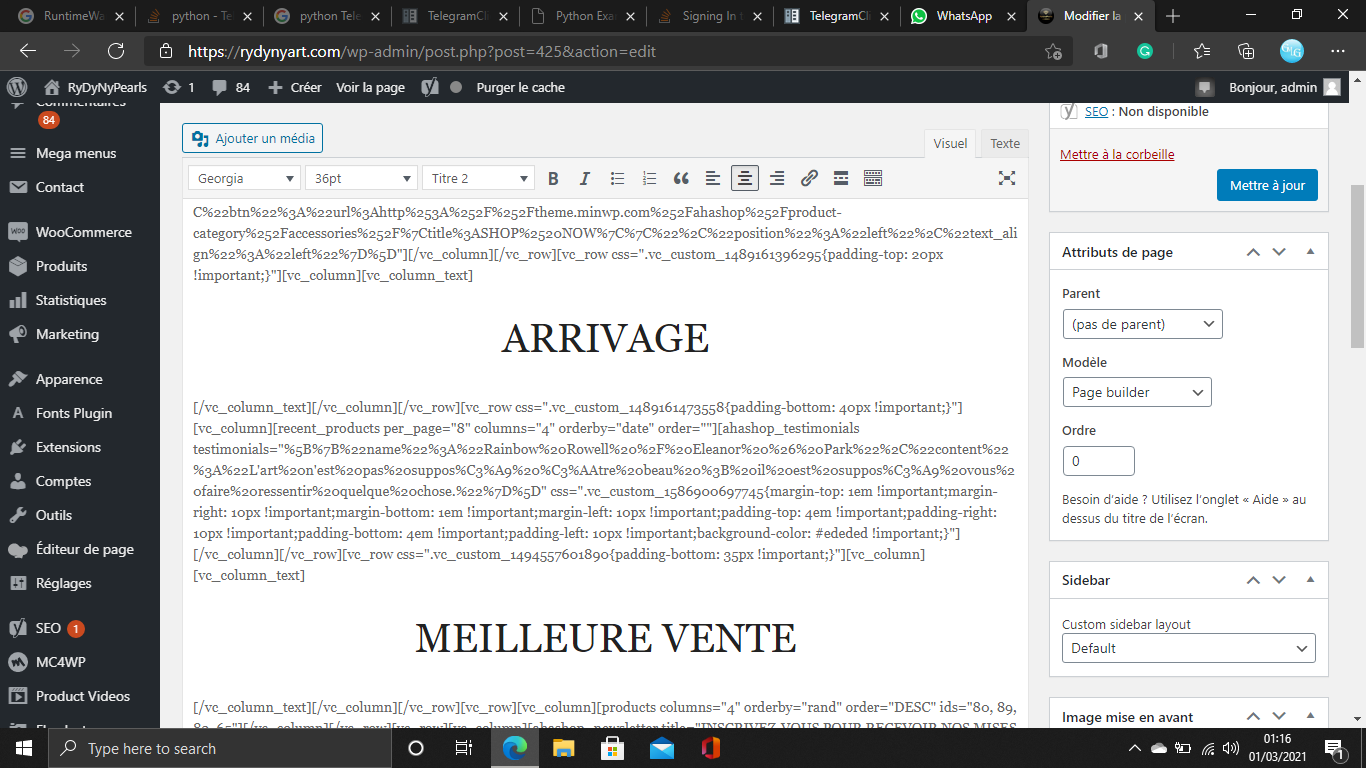 RuntimeWa
python - Te
python Tele
TelegramCli
Python Exa
Signing In t
TelegramCli
WhatsApp
Modifier la
https://rydynyart.com/wp-admin/post.php?post=425&action=edit
RyDyNyPearls
1
84
Créer
Voir la page
Purger le cache
Bonjour, admin
Commentaires
84
Mega menus
Contact
WooCommerce
Produits
Statistiques
Marketing
Apparence
Fonts Plugin
Extensions
Comptes
Outils
Éditeur de page
Réglages
SEO 1
MC4WP
Product Videos
Ajouter un média
Visuel
Texte
Georgia
36pt
Titre 2
C%22btn%22%3A%22url%3Ahttp%253A%252F%252Ftheme.minwp.com%252Fahashop%252Fproduct-
category%252Faccessories%252F%7Ctitle%3ASHOP%2520NOW%7C%7C%22%2C%22position%22%3A%22left%22%2C%22text_ali
gn%22%3A%22left%22%7D%5D"][/vc_column][/vc_row][vc_row css=".vc_custom_1489161396295{padding-top: 20px
!important;}"][vc_column][vc_column_text]
ARRIVAGE
[/vc_column_text][/vc_column][/vc_row][vc_row css=".vc_custom_1489161473558{padding-bottom: 40px !important;}"]
[vc_column][recent_products per_page="8" columns="4" orderby="date" order=""][ahashop_testimonials
testimonials="%5B%7B%22name%22%3A%22Rainbow%20Rowell%20%2F%20Eleanor%20%26%20Park%22%2C%22content%22
%3A%22L'art%20n'est%20pas%20suppos%C3%A9%20%C3%AAtre%20beau%20%3B%20il%20est%20suppos%C3%A9%20vous%2
0faire%20ressentir%20quelque%20chose.%22%7D%5D" css=".vc_custom_1586900697745{margin-top: 1em !important;margin-
right: 10px !important;margin-bottom: 1em !important;margin-left: 10px !important;padding-top: 4em !important;padding-right:
10px !important;padding-bottom: 4em !important;padding-left: 10px !important;background-color: #ededed !important;}"]
[/vc_column][/vc_row][vc_row css=".vc_custom_1494557601890{padding-bottom: 35px !important;}"][vc_column]
[vc_column_text]
MEILLEURE VENTE
[/vc_column_text][/vc_column][/vc_row][vc_row][vc_column][products columns="4" orderby="rand" order="DESC" ids="80, 89,
SEO : Non disponible
Mettre à la corbeille
Mettre à jour
Attributs de page
Parent
(pas de parent)
Modèle
Page builder
Ordre
0
Besoin d'aide ? Utilisez l'onglet « Aide » au
dessus du titre de l'écran.
Sidebar
Custom sidebar layout
Default
Image mise en avant
Type here to search
01:16
01/03/2021
1